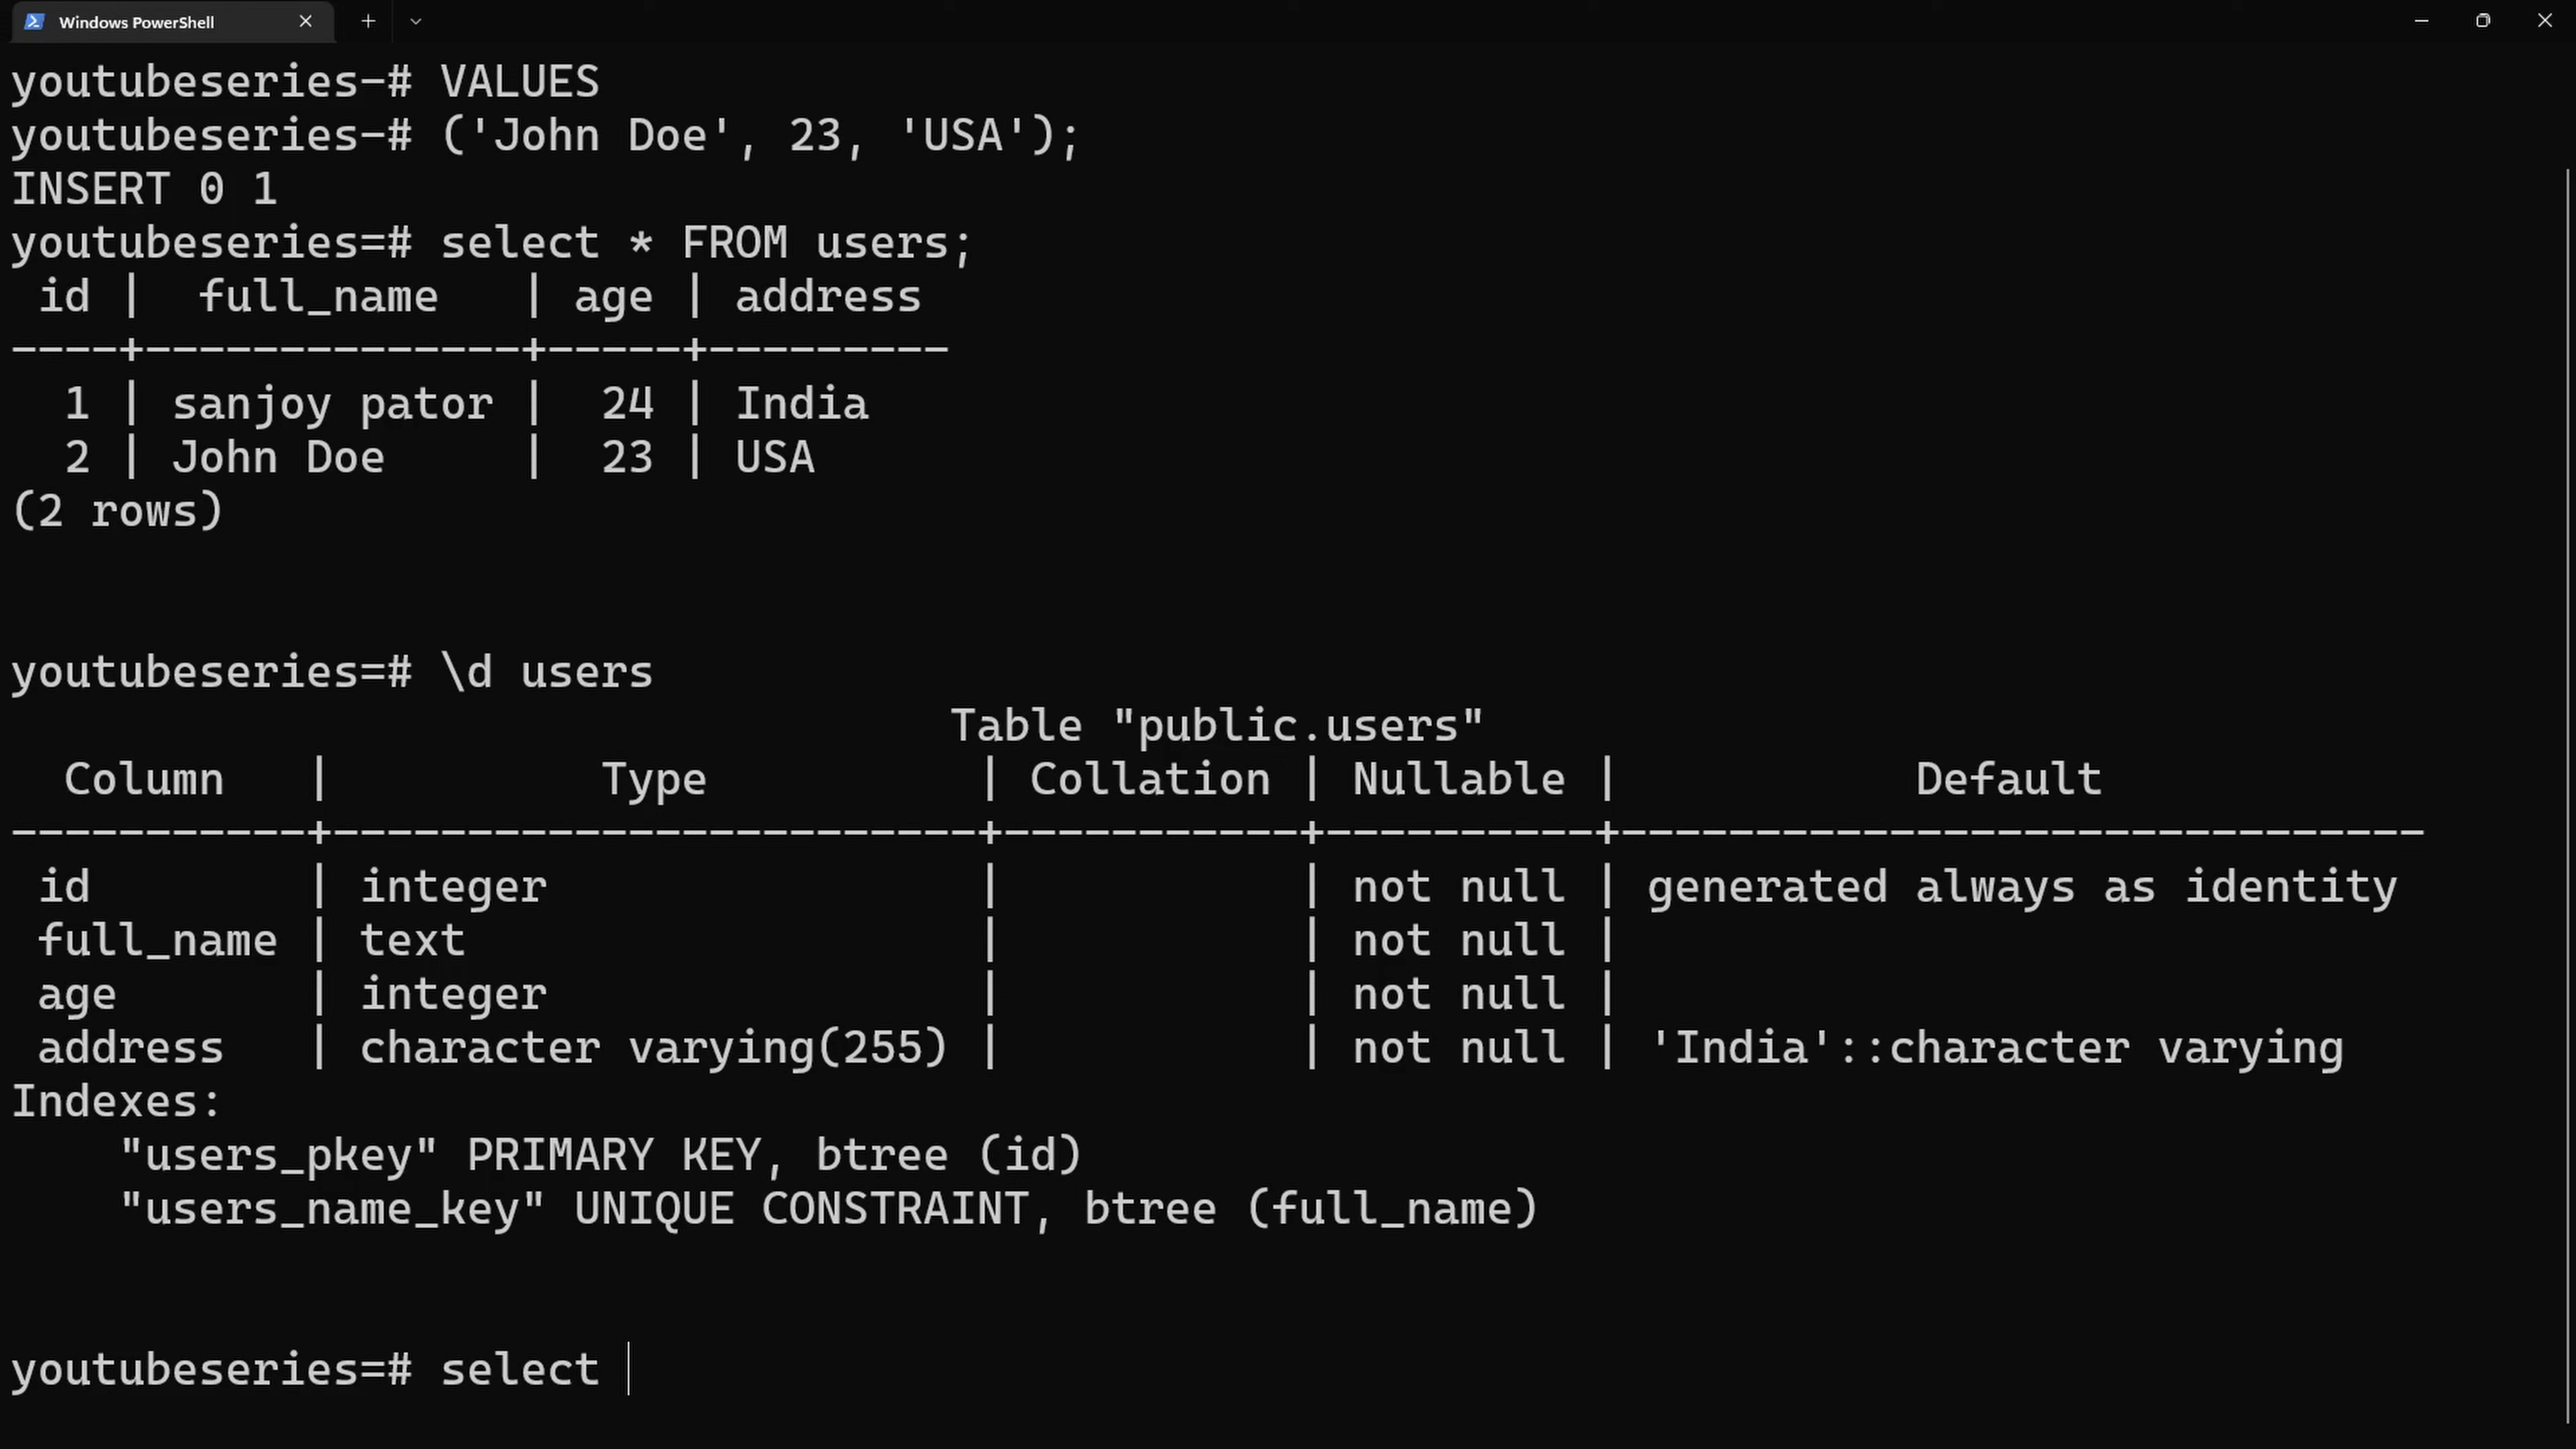 Windows PowerShell
youtubeseries-# VALUES
youtubeseries-# ('John Doe', 23, 'USA');
INSERT 0 1
youtubeseries=# select * FROM users;
 id |  full_name   | age | address
----+--------------+-----+---------
  1 | sanjoy pator |  24 | India
  2 | John Doe     |  23 | USA
(2 rows)
youtubeseries=# \d users
                                   Table "public.users"
  Column   |          Type          | Collation | Nullable |           Default
-----------+------------------------+-----------+----------+------------------------------
 id        | integer                |           | not null | generated always as identity
 full_name | text                   |           | not null |
 age       | integer                |           | not null |
 address   | character varying(255) |           | not null | 'India'::character varying
Indexes:
    "users_pkey" PRIMARY KEY, btree (id)
    "users_name_key" UNIQUE CONSTRAINT, btree (full_name)
youtubeseries=# select